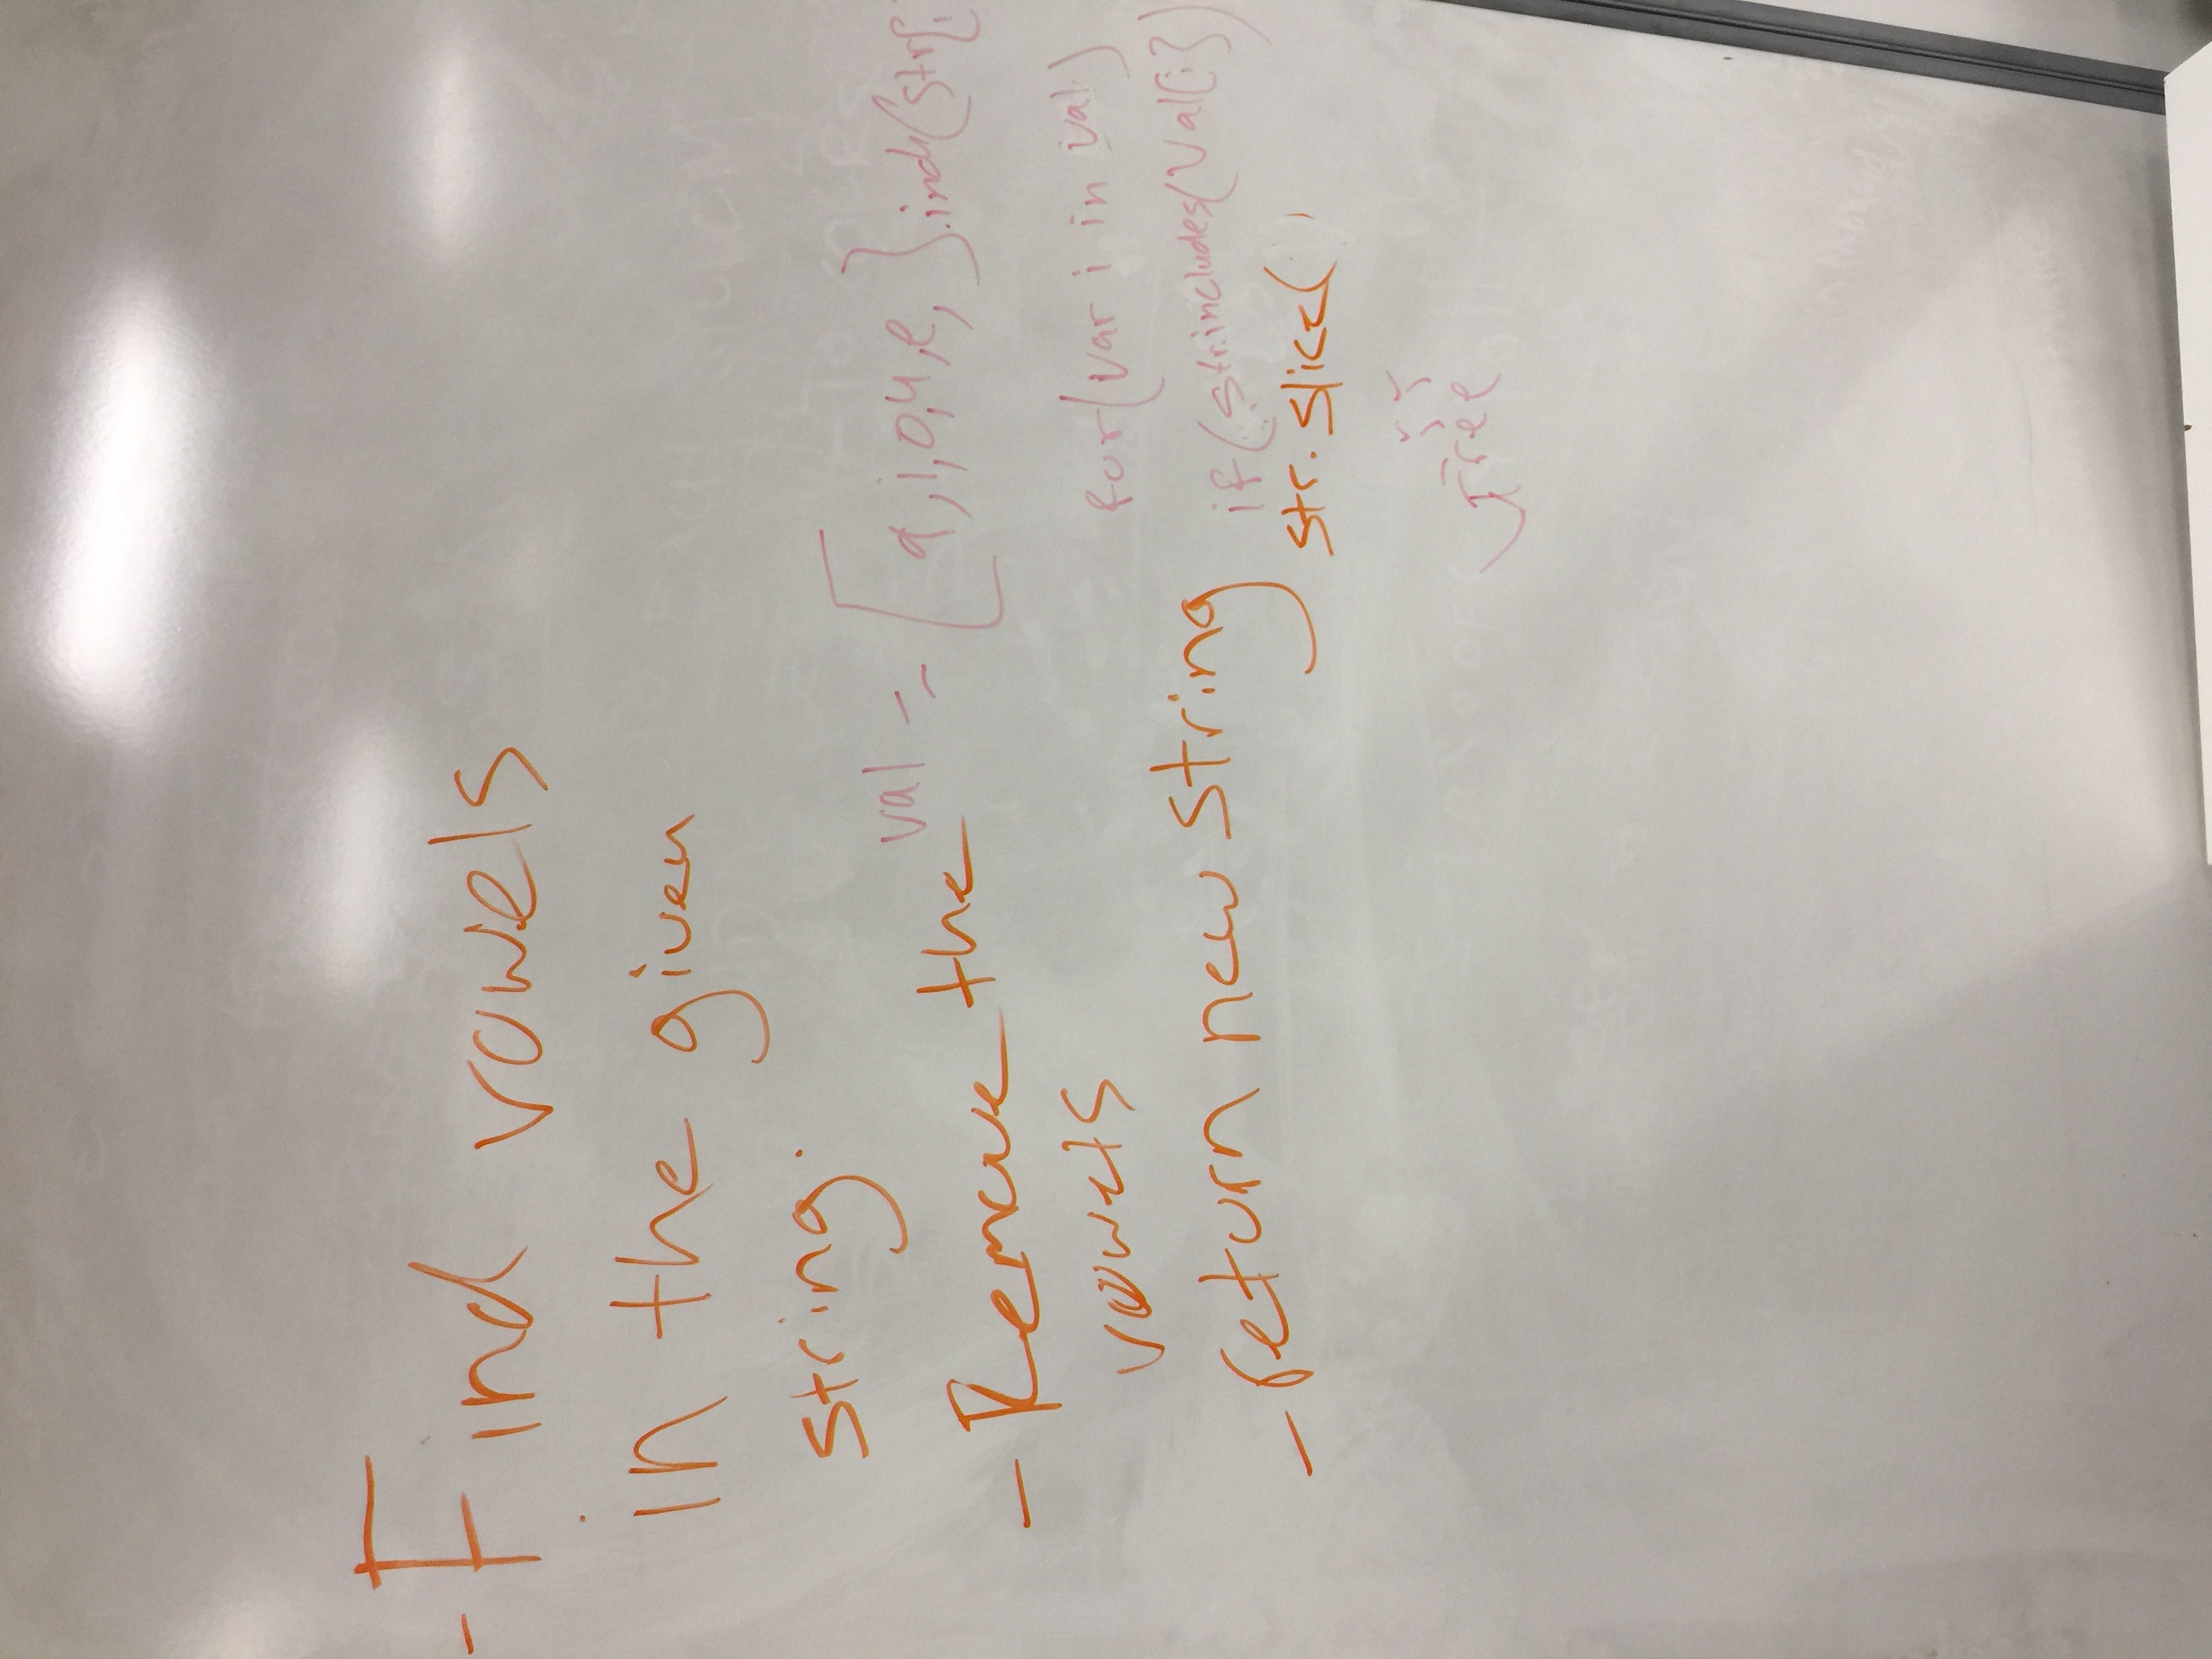 - Find vowels
in the given
string.
- Remove the
vowels
- return new string
val = [a,i,o,u,e,].ind(str[i
for(var i in val)
if(str.includes(val[i])
str.slice( )
Tree